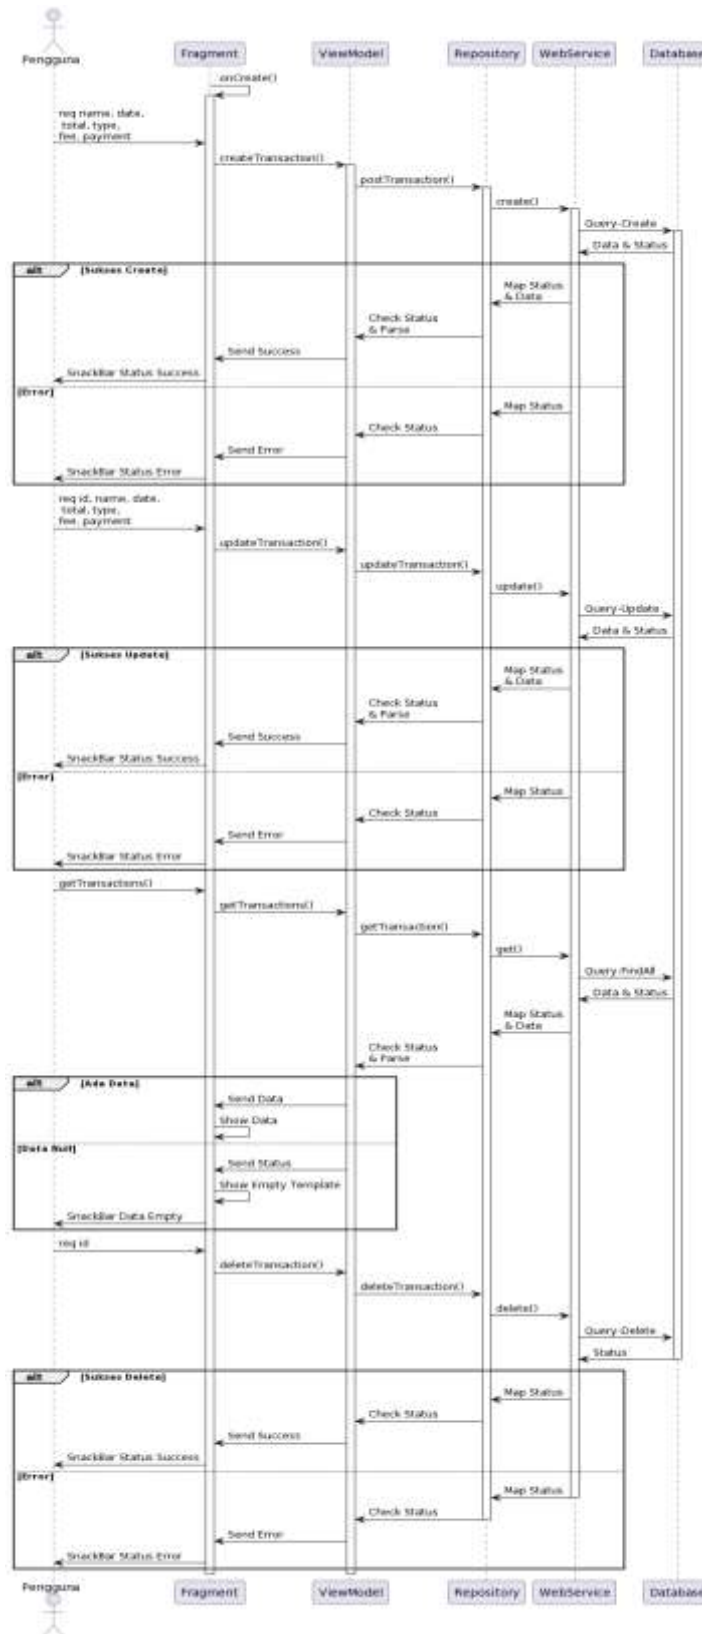 Pengguna
Fragment
ViewModel
Repository
WebService
Database
onCreate()
req name, date,
total, type,
fee, payment
createTransaction()
postTransaction()
create()
Query-Create
Data & Status
alt [Sukses Create]
Map Status
& Data
Check Status
& Parse
Send Success
SnackBar Status Success
[Error]
Map Status
Check Status
Send Error
SnackBar Status Error
req id, name, date,
total, type,
fee, payment
updateTransaction()
updateTransaction()
update()
Query-Update
Data & Status
alt [Sukses Update]
Map Status
& Data
Check Status
& Parse
Send Success
SnackBar Status Success
[Error]
Map Status
Check Status
Send Error
SnackBar Status Error
getTransactions()
getTransactions()
getTransaction()
get()
Query-FindAll
Data & Status
Map Status
& Data
Check Status
& Parse
alt [Ada Data]
Send Data
Show Data
[Data Null]
Send Status
Show Empty Template
SnackBar Data Empty
req id
deleteTransaction()
deleteTransaction()
delete()
Query-Delete
Status
alt [Sukses Delete]
Map Status
Check Status
Send Success
SnackBar Status Success
[Error]
Map Status
Check Status
Send Error
SnackBar Status Error
Pengguna
Fragment
ViewModel
Repository
WebService
Database